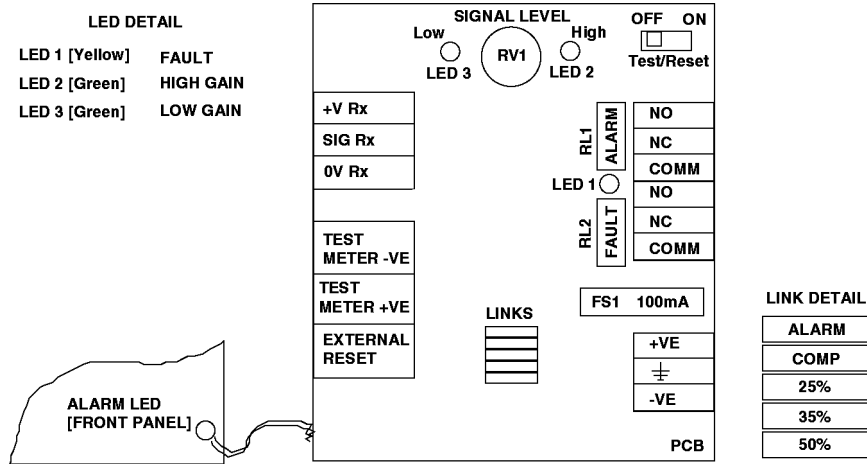 LED DETAIL
LED 1 [Yellow] FAULT
LED 2 [Green] HIGH GAIN
LED 3 [Green] LOW GAIN
SIGNAL LEVEL
Low
High
RV1
LED 3
LED 2
OFF ON
Test/Reset
+V Rx
SIG Rx
0V Rx
TEST
METER -VE
TEST
METER +VE
EXTERNAL
RESET
RL1
ALARM
LED 1
RL2
FAULT
NO
NC
COMM
NO
NC
COMM
FS1 100mA
LINKS
+VE
-VE
PCB
ALARM LED
[FRONT PANEL]
LINK DETAIL
ALARM
COMP
25%
35%
50%